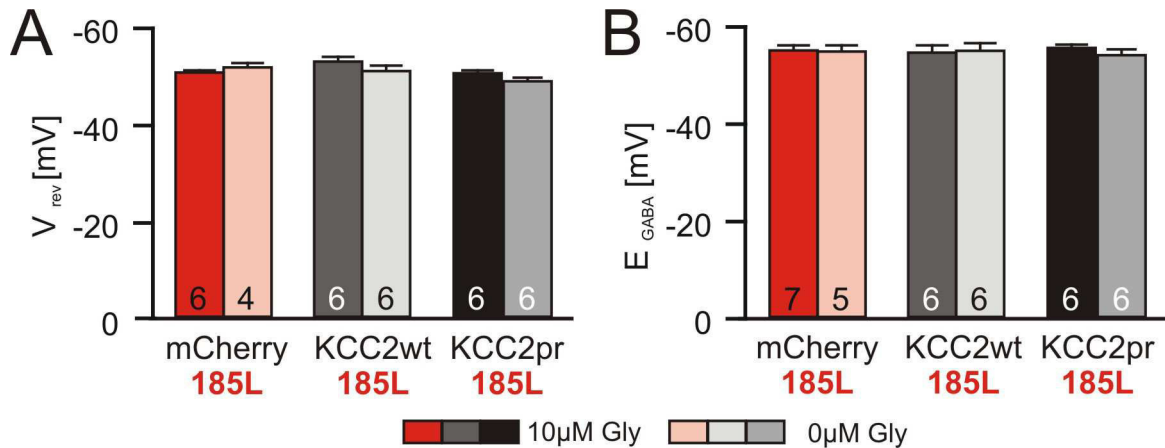 A
-60
-40
-20
0
V rev [mV]
6 4 6 6 6 6
mCherry KCC2wt KCC2pr
185L 185L 185L
B
-60
-40
-20
0
E GABA [mV]
7 5 6 6 6 6
mCherry KCC2wt KCC2pr
185L 185L 185L
10µM Gly 0µM Gly